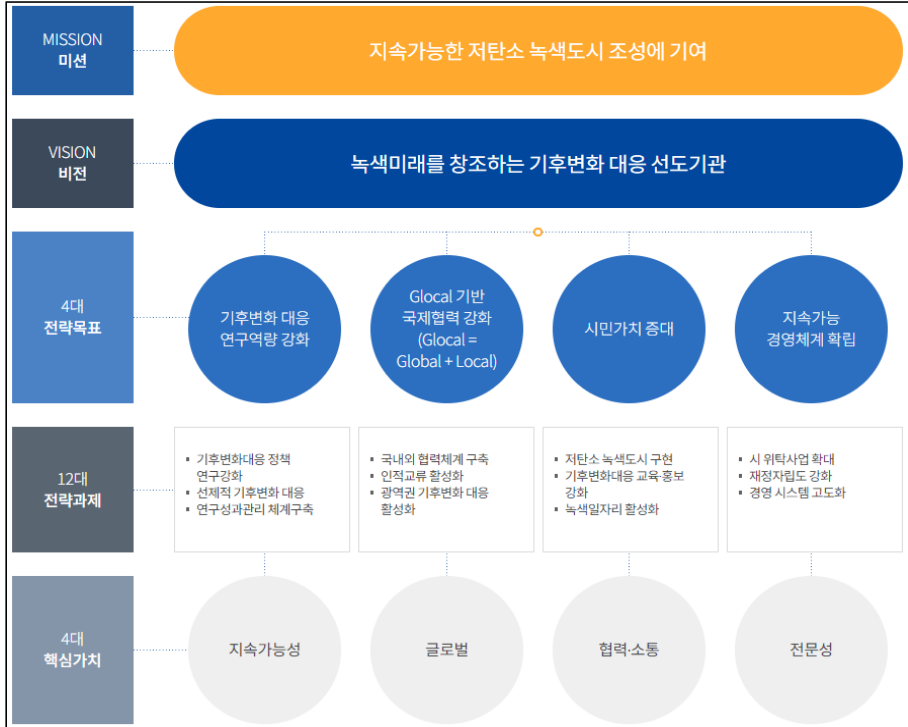 MISSION
미션
지속가능한 저탄소 녹색도시 조성에 기여
VISION
비전
녹색미래를 창조하는 기후변화 대응 선도기관
4대
전략목표
기후변화 대응
연구역량 강화
Glocal 기반
국제협력 강화
(Glocal =
Global + Local)
시민가치 증대
지속가능
경영체계 확립
12대
전략과제
▪ 기후변화대응 정책
연구강화
▪ 선제적 기후변화 대응
▪ 연구성과관리 체계구축
▪ 국내외 협력체계 구축
▪ 인적교류 활성화
▪ 광역권 기후변화 대응
활성화
▪ 저탄소 녹색도시 구현
▪ 기후변화대응 교육·홍보
강화
▪ 녹색일자리 활성화
▪ 시 위탁사업 확대
▪ 재정자립도 강화
▪ 경영 시스템 고도화
4대
핵심가치
지속가능성
글로벌
협력·소통
전문성